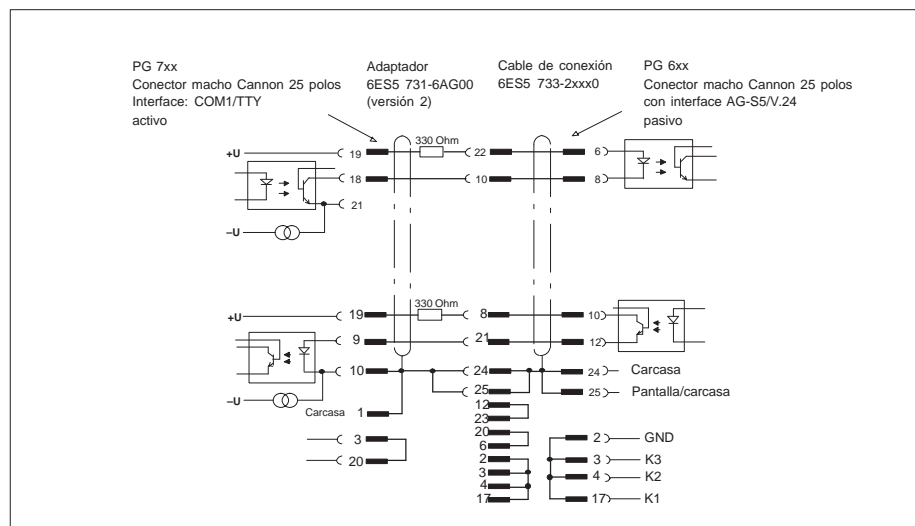 PG 7xx
Conector macho Cannon 25 polos
Interface: COM1/TTY
activo
Adaptador
6ES5 731-6AG00
(versión 2)
Cable de conexión
6ES5 733-2xxx0
PG 6xx
Conector macho Cannon 25 polos
con interface AG-S5/V.24
pasivo
+U 19 330 Ohm 22 6
18 10 8
21
–U
+U 19 330 Ohm 8 10
9 21 12
10 24 24 Carcasa
–U 25 25 Pantalla/carcasa
Carcasa 1 12
23
3 20 2 GND
20 6
2 3 K3
3 4 K2
4
17 17 K1